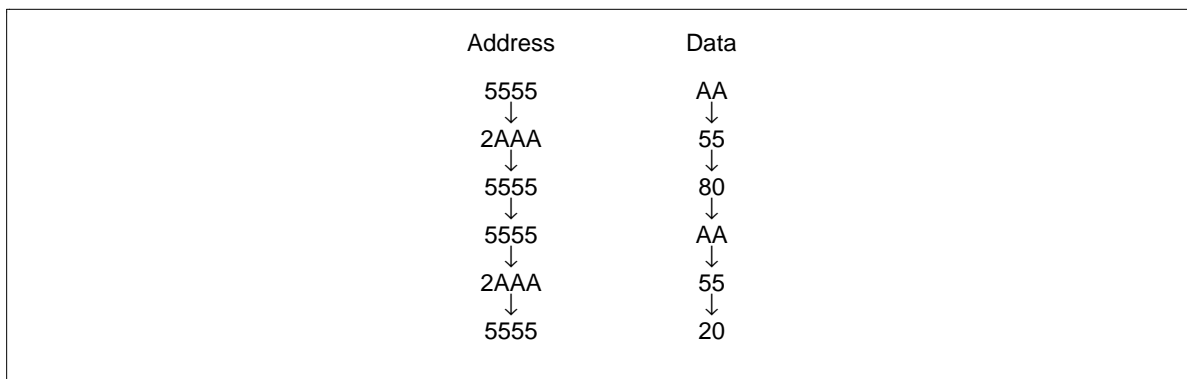 Address Data
5555 AA
↓ ↓
2AAA 55
↓ ↓
5555 80
↓ ↓
5555 AA
↓ ↓
2AAA 55
↓ ↓
5555 20